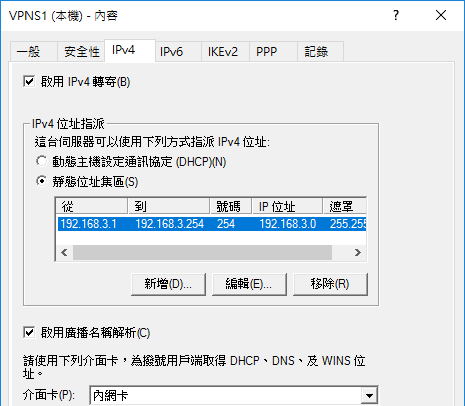 VPNS1 (本機) - 內容
一般 安全性 IPv4 IPv6 IKEv2 PPP 記錄
啟用 IPv4 轉寄(B)
IPv4 位址指派
這台伺服器可以使用下列方式指派 IPv4 位址:
動態主機設定通訊協定 (DHCP)(N)
靜態位址集區(S)
從 到 號碼 IP 位址 遮罩
192.168.3.1 192.168.3.254 254 192.168.3.0 255.255
新增(D)... 編輯(E)... 移除(R)
啟用廣播名稱解析(C)
請使用下列介面卡，為撥號用戶端取得 DHCP、DNS、及 WINS 位
址。
介面卡(P): 內網卡